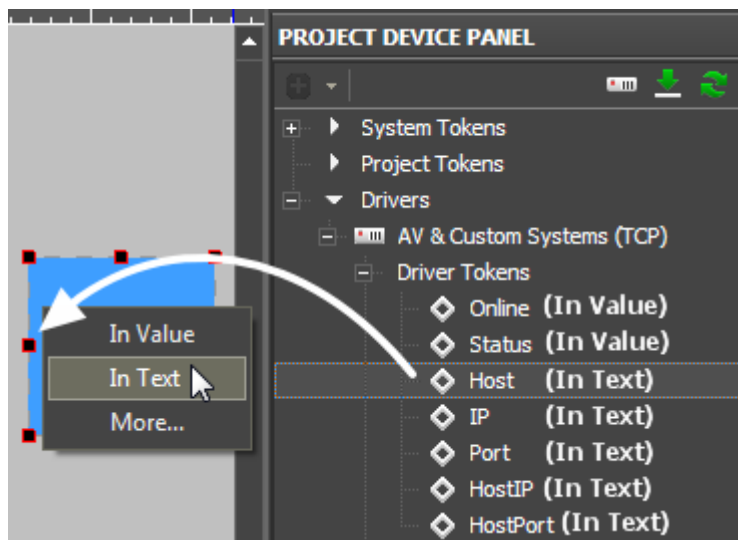 PROJECT DEVICE PANEL
System Tokens
Project Tokens
Drivers
AV & Custom Systems (TCP)
Driver Tokens
Online (In Value)
Status (In Value)
Host (In Text)
IP (In Text)
Port (In Text)
HostIP (In Text)
HostPort (In Text)
In Value
In Text
More...